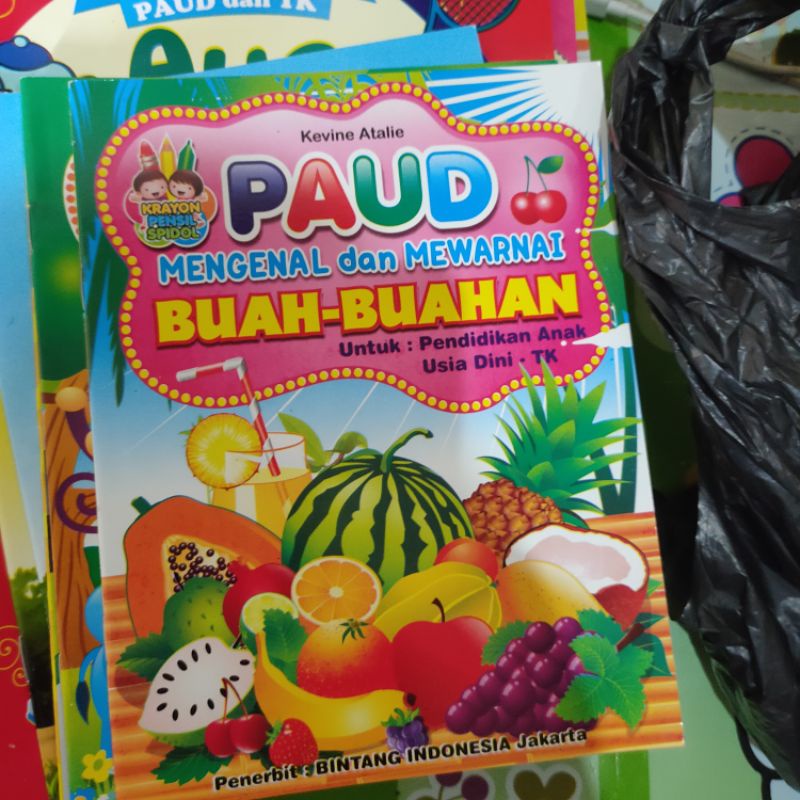 PAUD dan TK
Kevine Atalie
KRAYON
PENSIL
SPIDOL
PAUD
MENGENAL dan MEWARNAI
BUAH-BUAHAN
Untuk : Pendidikan Anak
Usia Dini - TK
Penerbit : BINTANG INDONESIA Jakarta